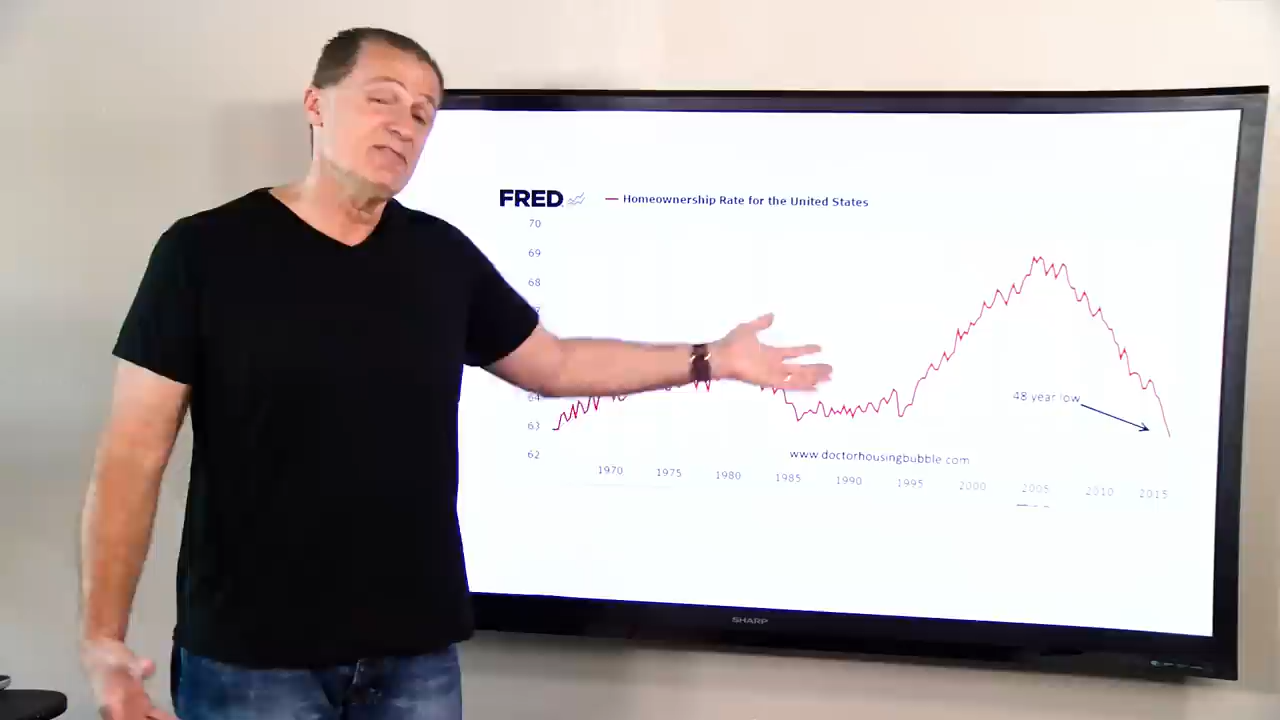 FRED
Homeownership Rate for the United States
70
69
68
64
63
62
48 year low
www.doctorhousingbubble.com
1970 1975 1980 1985 1990 1995 2000 2005 2010 2015
SHARP